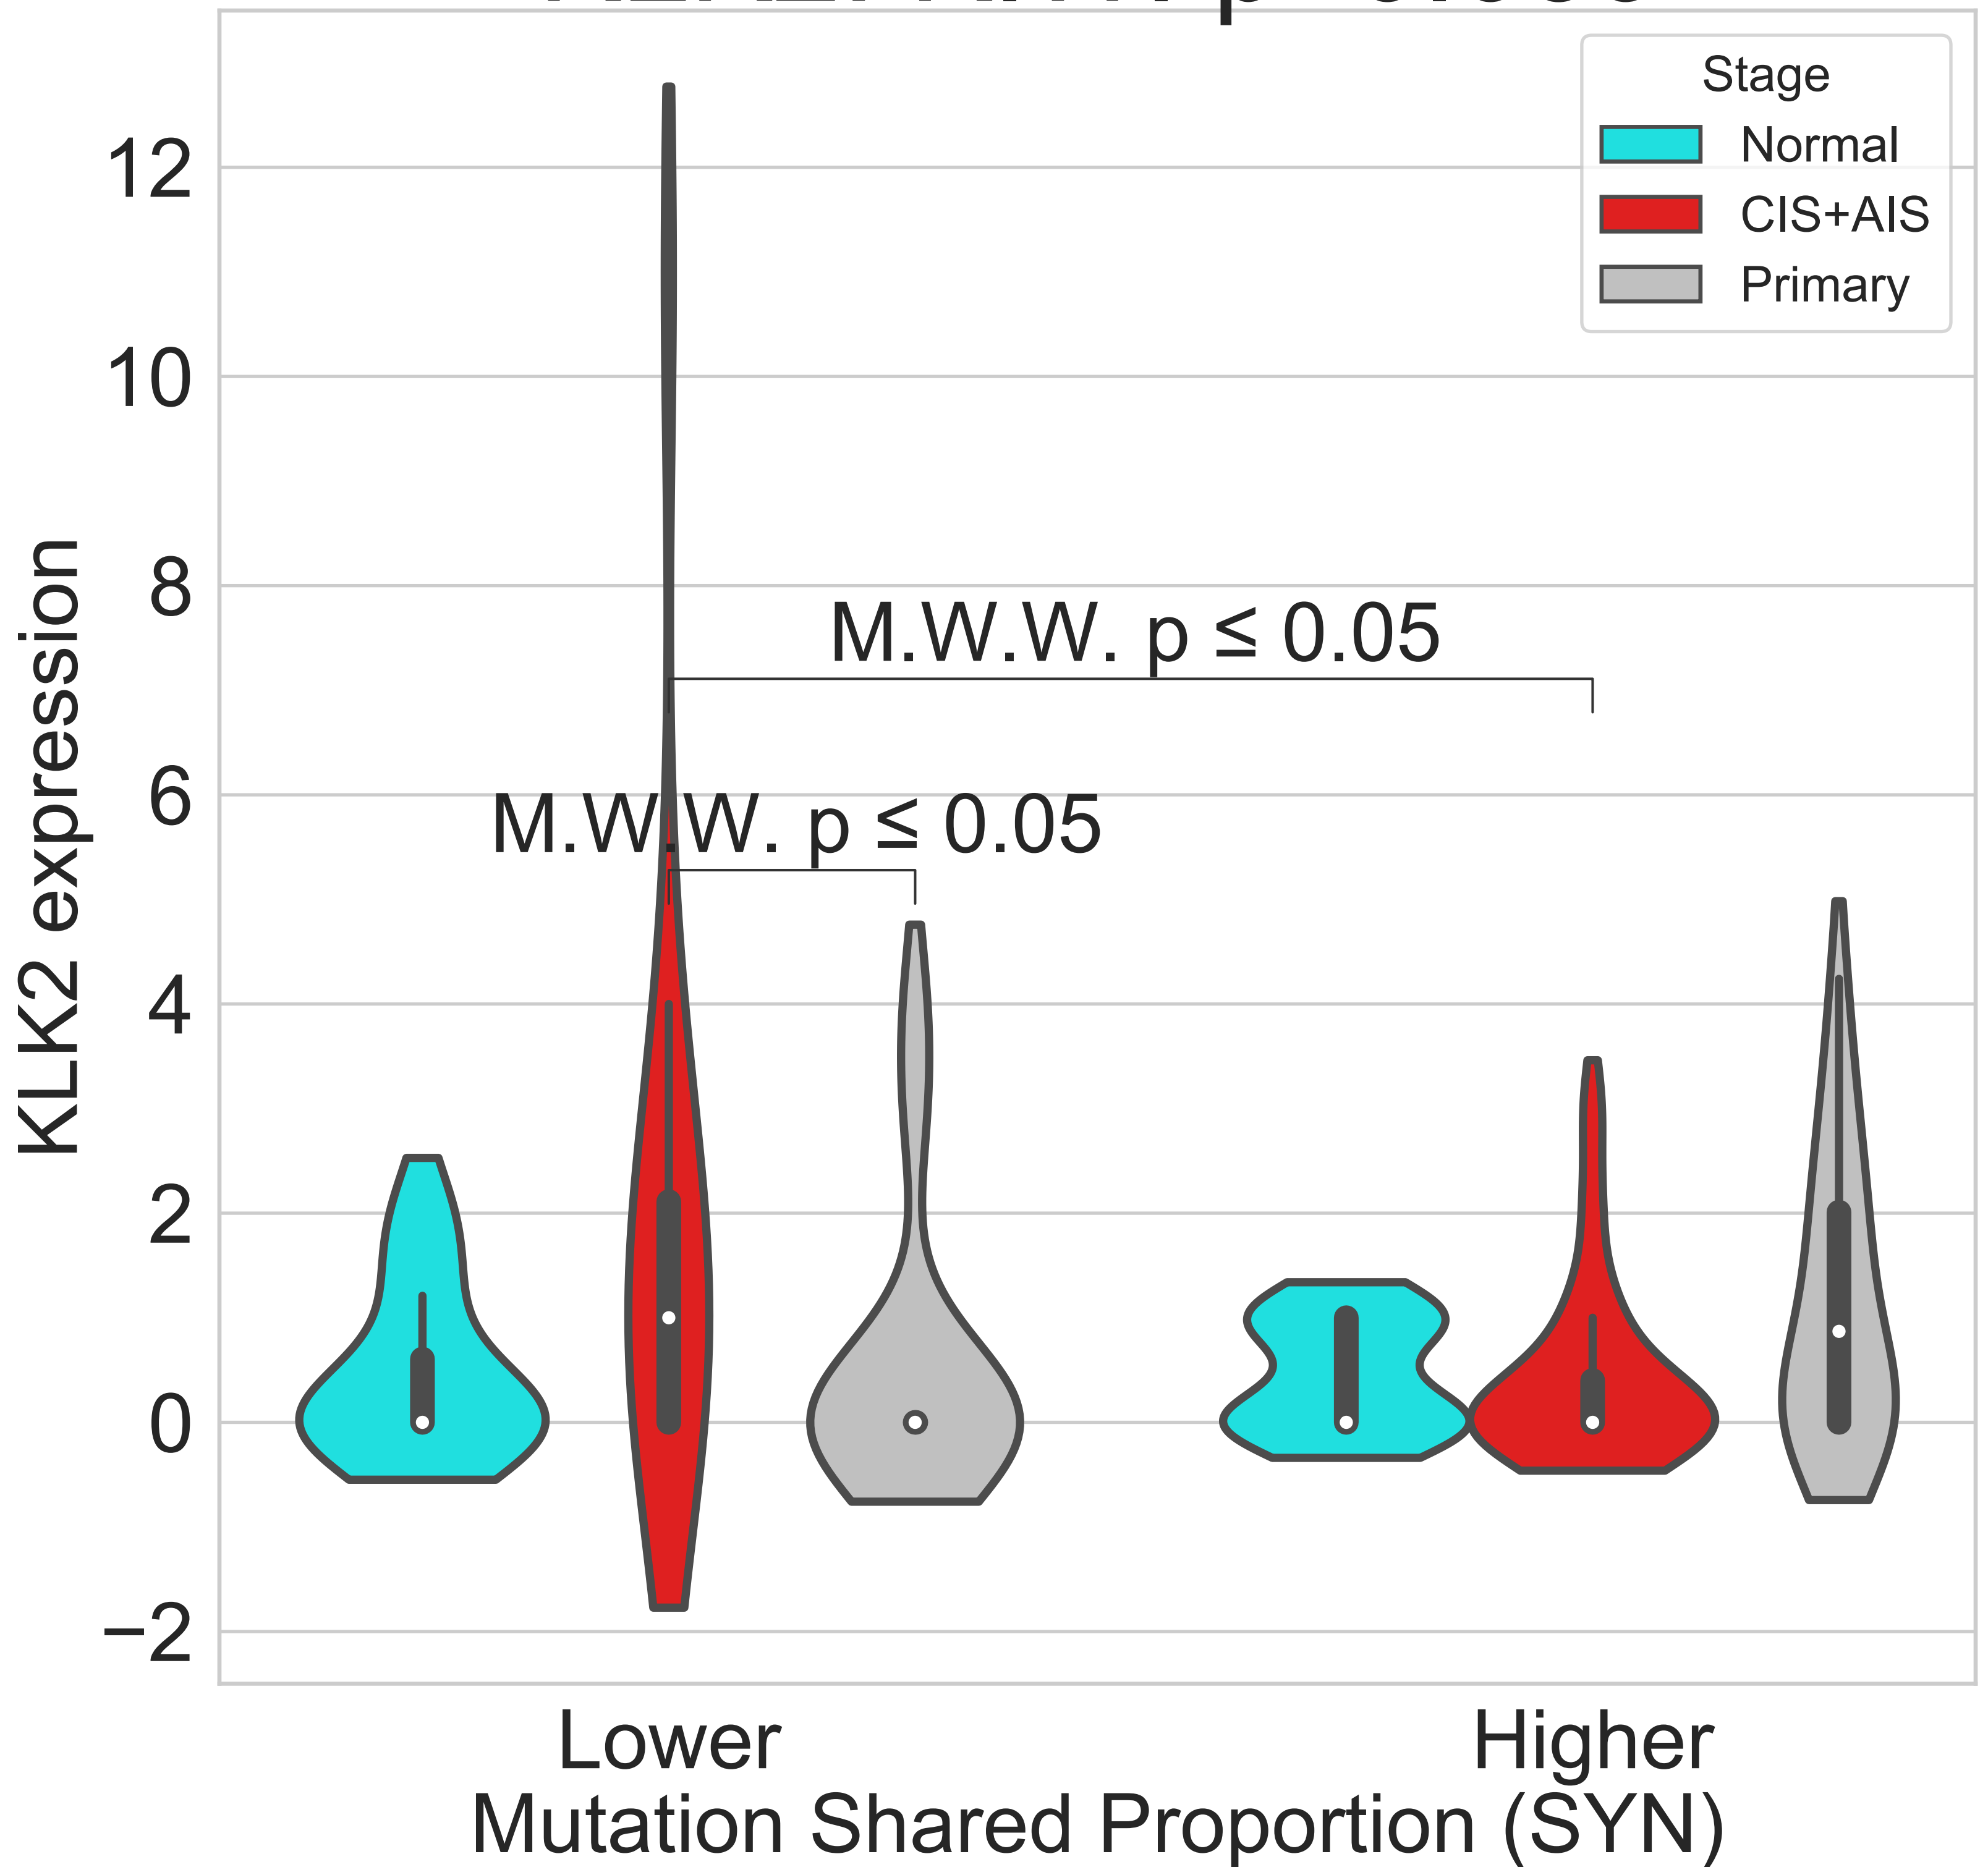 Stage
Normal
CIS+AIS
Primary
12
10
8
6
4
2
0
−2
KLK2 expression
M.W.W. p ≤ 0.05
M.W.W. p ≤ 0.05
Lower
Higher
Mutation Shared Proportion (SYN)